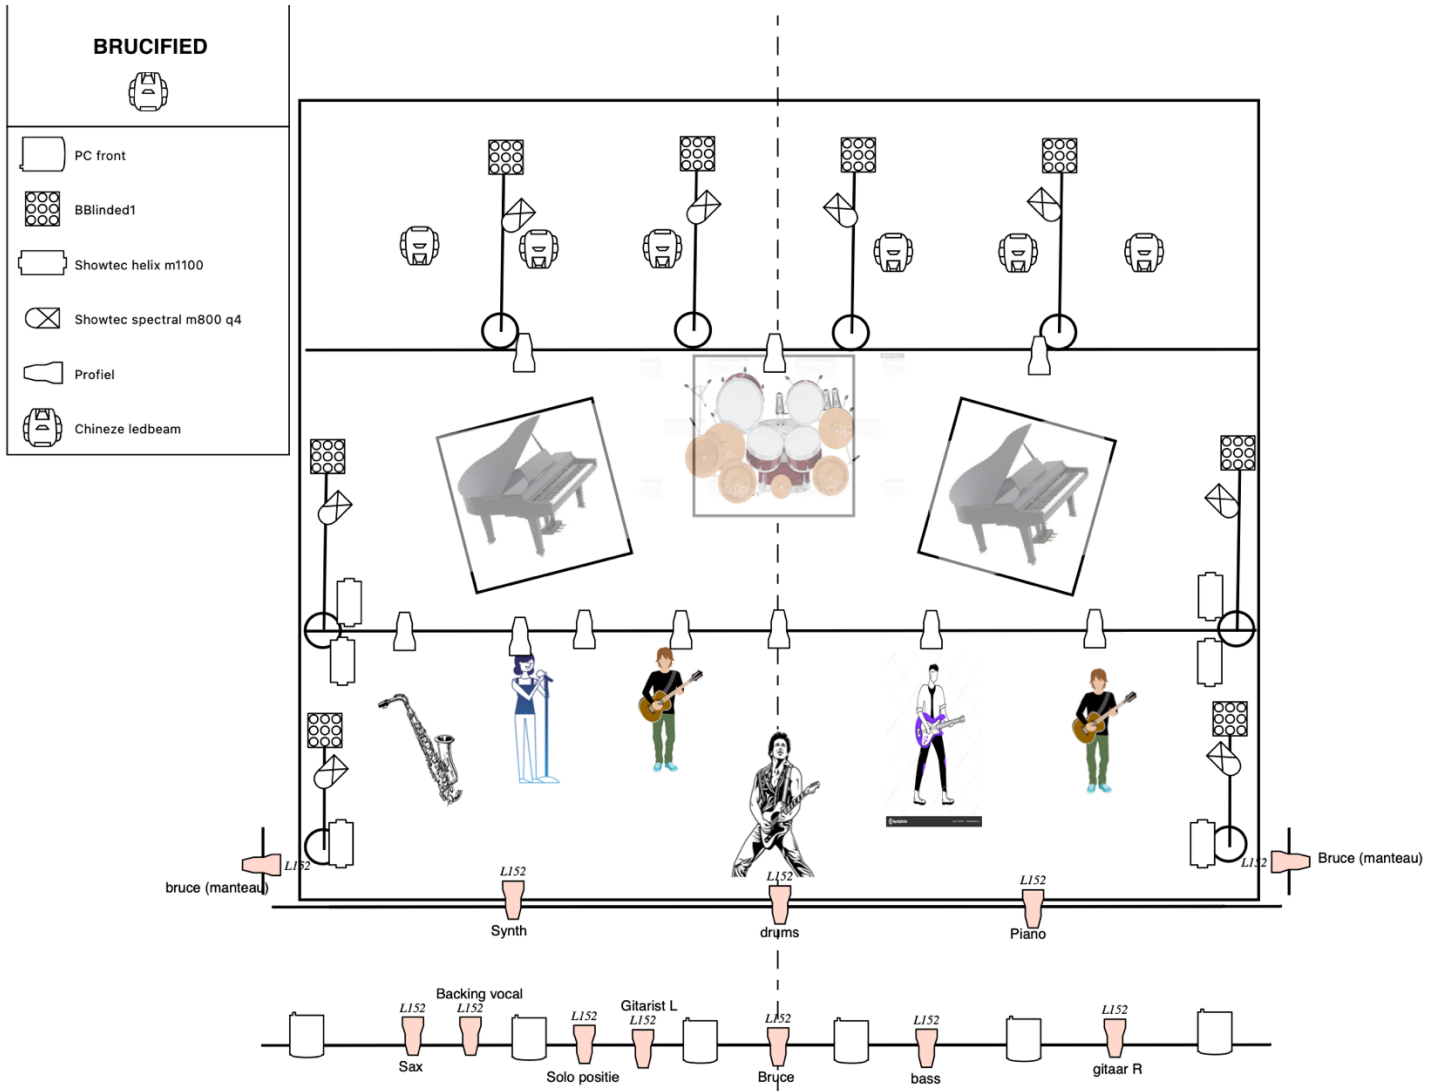 BRUCIFIED
PC front
BBlinded1
Showtec helix m1100
Showtec spectral m800 q4
Profiel
Chineze ledbeam
L152
bruce (manteau)
L152
Bruce (manteau)
L152
L152
L152
Synth
drums
Piano
Backing vocal
Gitarist L
L152
L152
L152
L152
L152
L152
L152
Sax
Solo positie
Bruce
bass
gitaar R